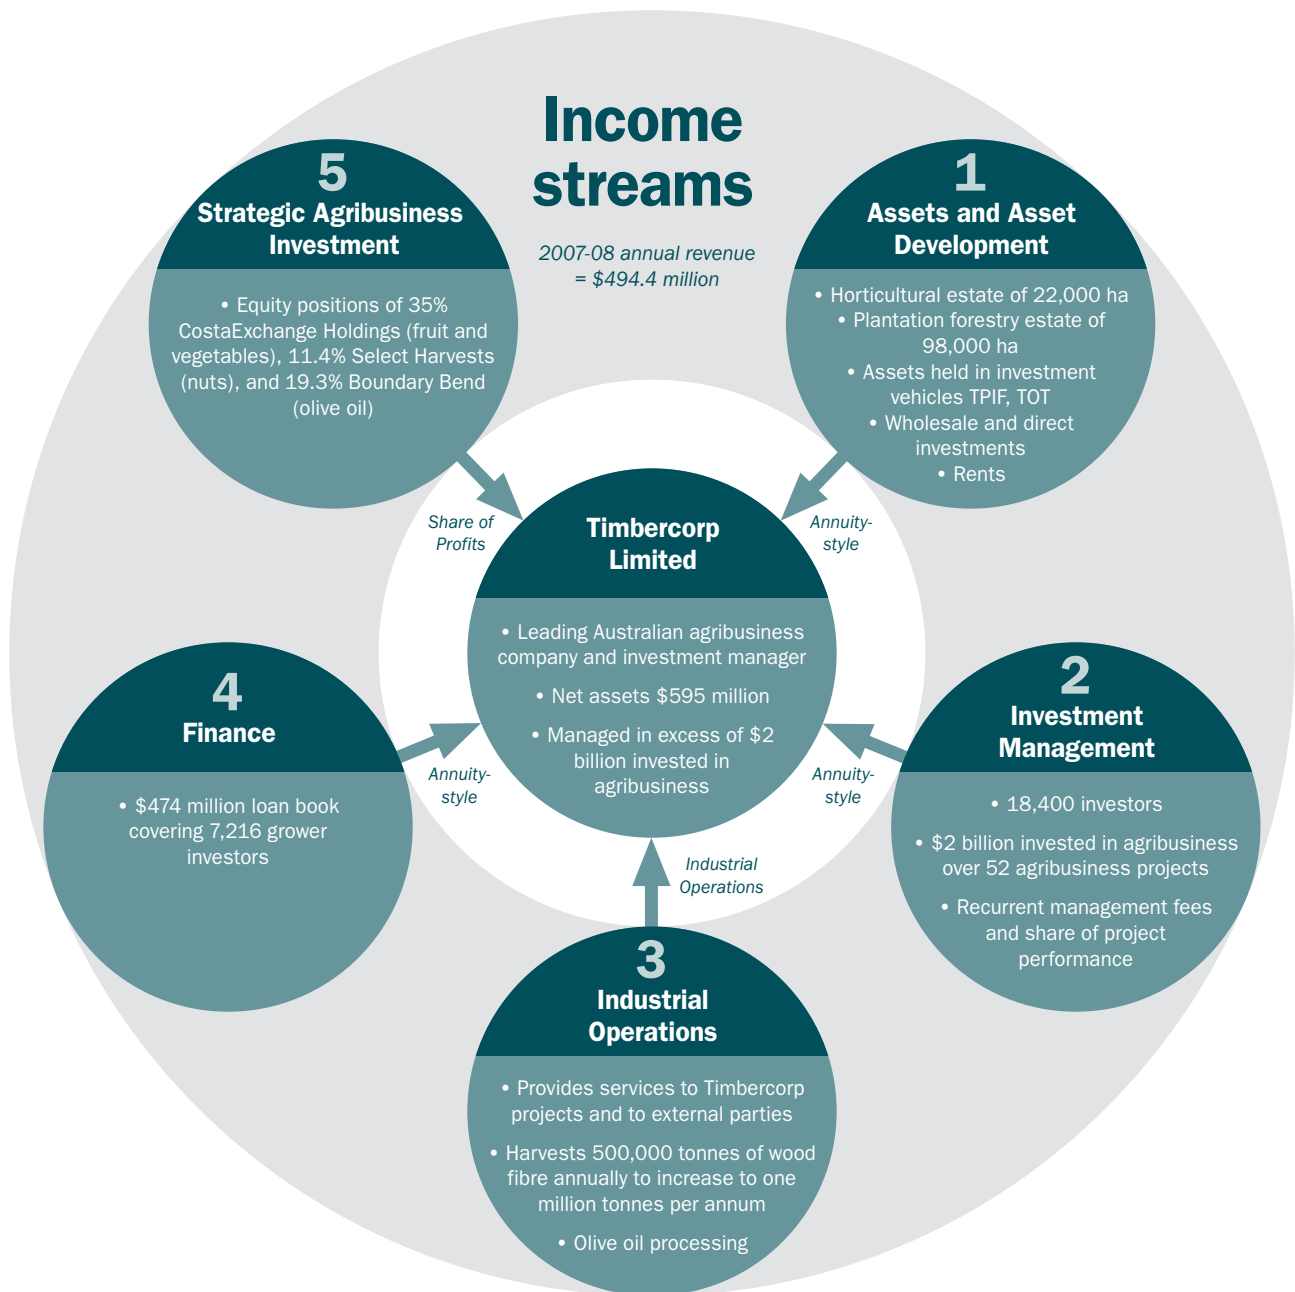 Income
streams
2007-08 annual revenue
= $494.4 million
5
Strategic Agribusiness
Investment
• Equity positions of 35%
CostaExchange Holdings (fruit and
vegetables), 11.4% Select Harvests
(nuts), and 19.3% Boundary Bend
(olive oil)
1
Assets and Asset
Development
• Horticultural estate of 22,000 ha
• Plantation forestry estate of
98,000 ha
• Assets held in investment
vehicles TPIF, TOT
• Wholesale and direct
investments
• Rents
Share of
Profits
Annuity-
style
Timbercorp
Limited
• Leading Australian agribusiness
company and investment manager
• Net assets $595 million
• Managed in excess of $2
billion invested in
agribusiness
4
Finance
• $474 million loan book
covering 7,216 grower
investors
Annuity-
style
Annuity-
style
2
Investment
Management
• 18,400 investors
• $2 billion invested in agribusiness
over 52 agribusiness projects
• Recurrent management fees
and share of project
performance
Industrial
Operations
3
Industrial
Operations
• Provides services to Timbercorp
projects and to external parties
• Harvests 500,000 tonnes of wood
fibre annually to increase to one
million tonnes per annum
• Olive oil processing